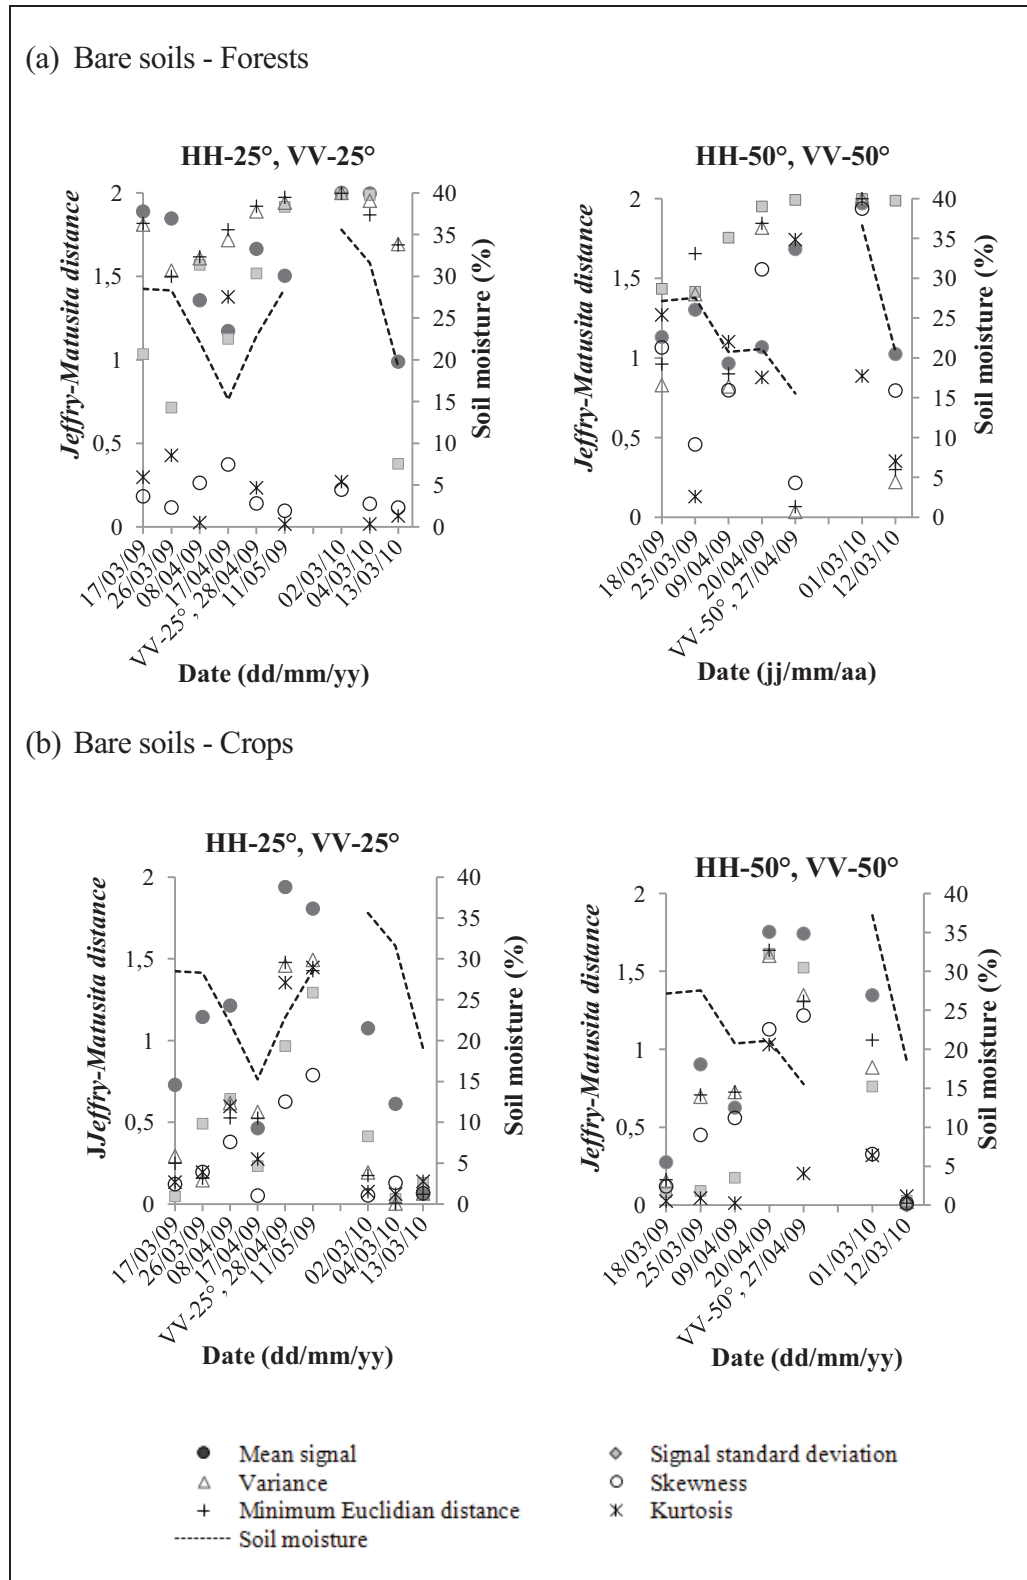 (a) Bare soils - Forests
HH-25°, VV-25°
Jeffry-Matusita distance
2
1,5
1
0,5
0
40
35
30
25
20
15
10
5
0
Soil moisture (%)
17/03/09
26/03/09
08/04/09
17/04/09
VV-25°, 28/04/09
11/05/09
02/03/10
04/03/10
13/03/10
Date (dd/mm/yy)
HH-50°, VV-50°
Jeffry-Matusita distance
2
1,5
1
0,5
0
40
35
30
25
20
15
10
5
0
Soil moisture (%)
18/03/09
25/03/09
09/04/09
20/04/09
VV-50°, 27/04/09
01/03/10
12/03/10
Date (jj/mm/aa)
(b) Bare soils - Crops
HH-25°, VV-25°
JJeffry-Matusita distance
2
1,5
1
0,5
0
40
35
30
25
20
15
10
5
0
Soil moisture (%)
17/03/09
26/03/09
08/04/09
17/04/09
VV-25°, 28/04/09
11/05/09
02/03/10
04/03/10
13/03/10
Date (dd/mm/yy)
HH-50°, VV-50°
Jeffry-Matusita distance
2
1,5
1
0,5
0
40
35
30
25
20
15
10
5
0
Soil moisture (%)
18/03/09
25/03/09
09/04/09
20/04/09
VV-50°, 27/04/09
01/03/10
12/03/10
Date (dd/mm/yy)
Mean signal
Signal standard deviation
Variance
Skewness
Minimum Euclidian distance
Kurtosis
Soil moisture